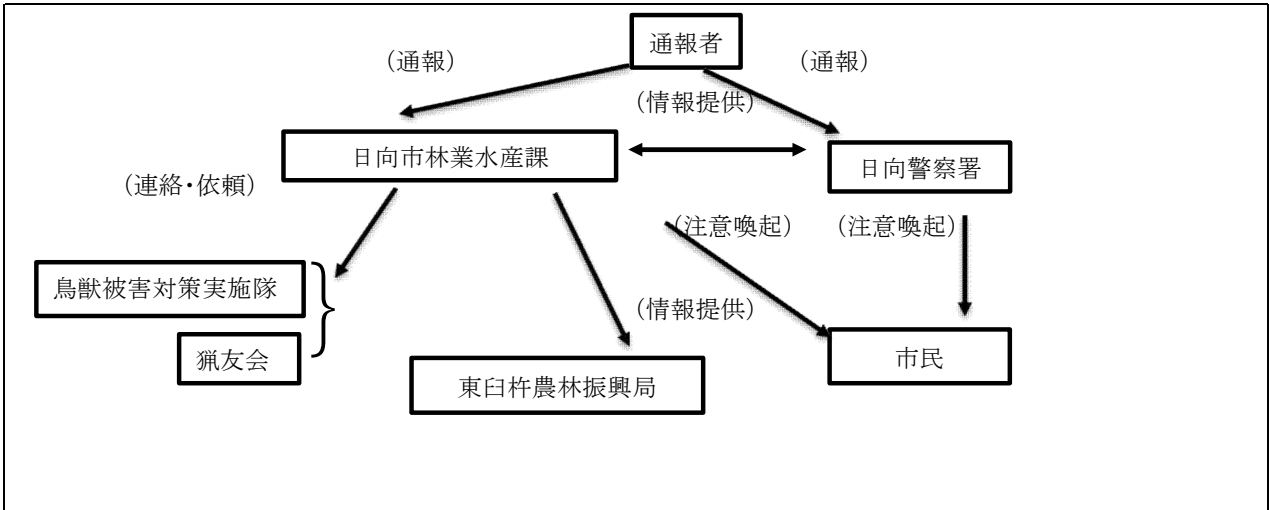 通報者
（通報）
（通報）
（情報提供）
日向市林業水産課
日向警察署
（連絡・依頼）
（注意喚起）
（注意喚起）
鳥獣被害対策実施隊
（情報提供）
猟友会
市民
東臼杵農林振興局